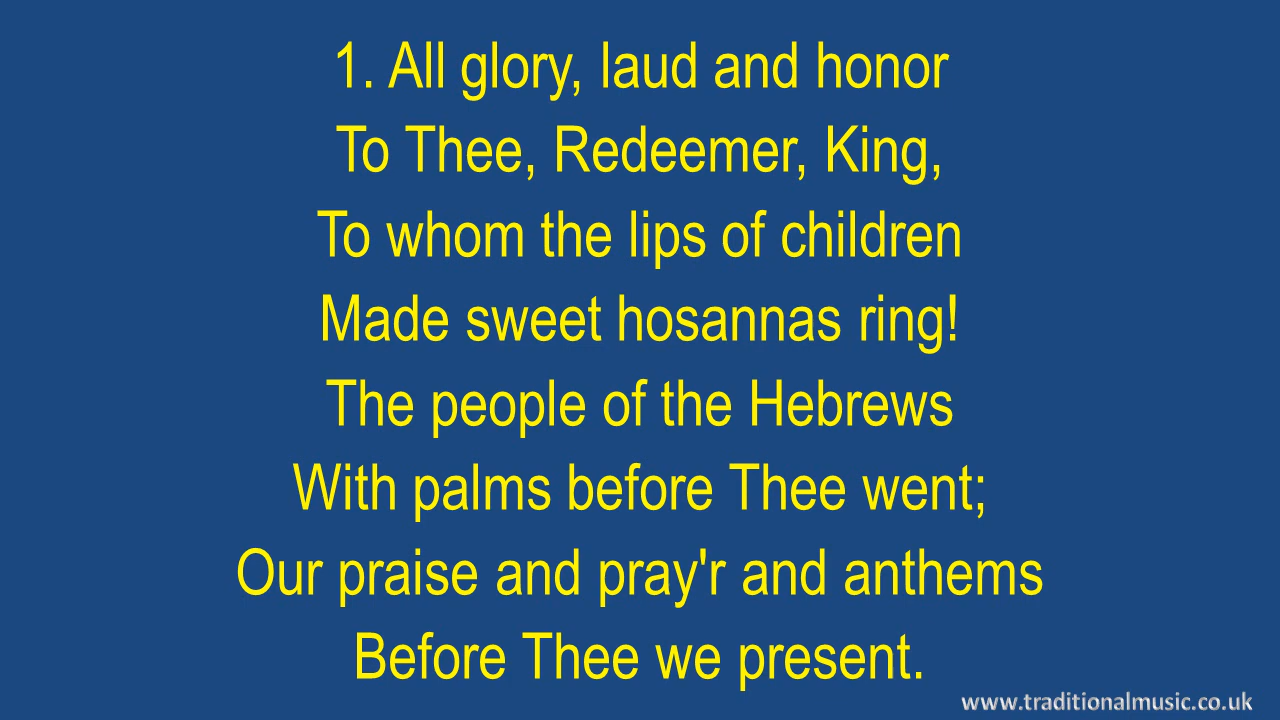 1. All glory, laud and honor
To Thee, Redeemer, King,
To whom the lips of children
Made sweet hosannas ring!
The people of the Hebrews
With palms before Thee went;
Our praise and pray'r and anthems
Before Thee we present.
www.traditionalmusic.co.uk